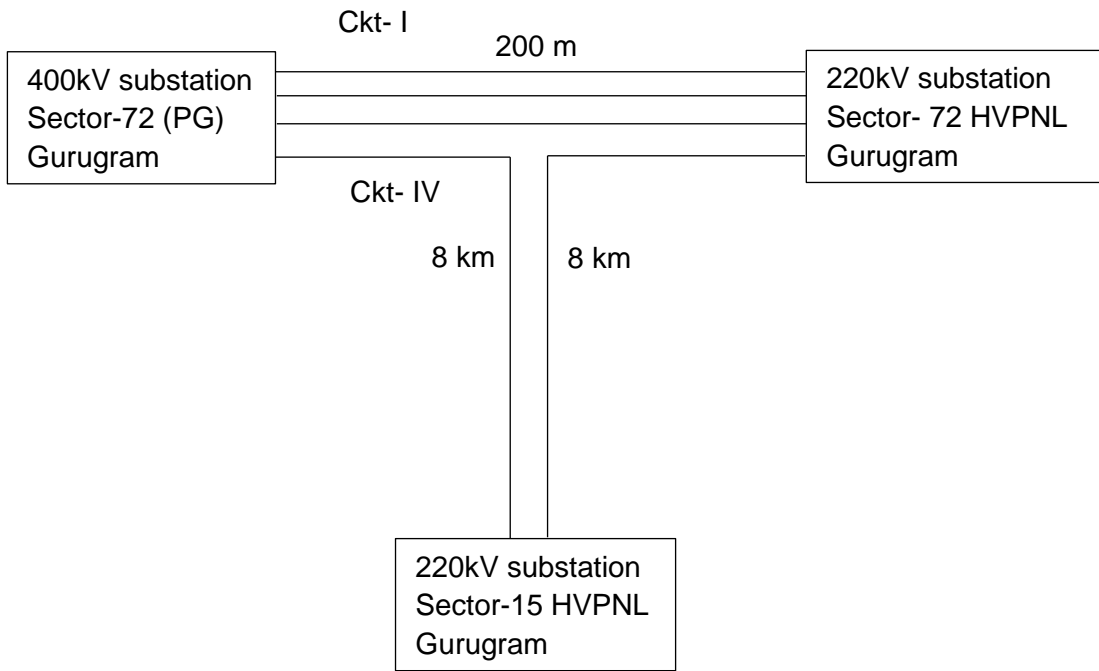 Ckt- I
200 m
400kV substation
Sector-72 (PG)
Gurugram
220kV substation
Sector- 72 HVPNL
Gurugram
Ckt- IV
8 km
8 km
220kV substation
Sector-15 HVPNL
Gurugram